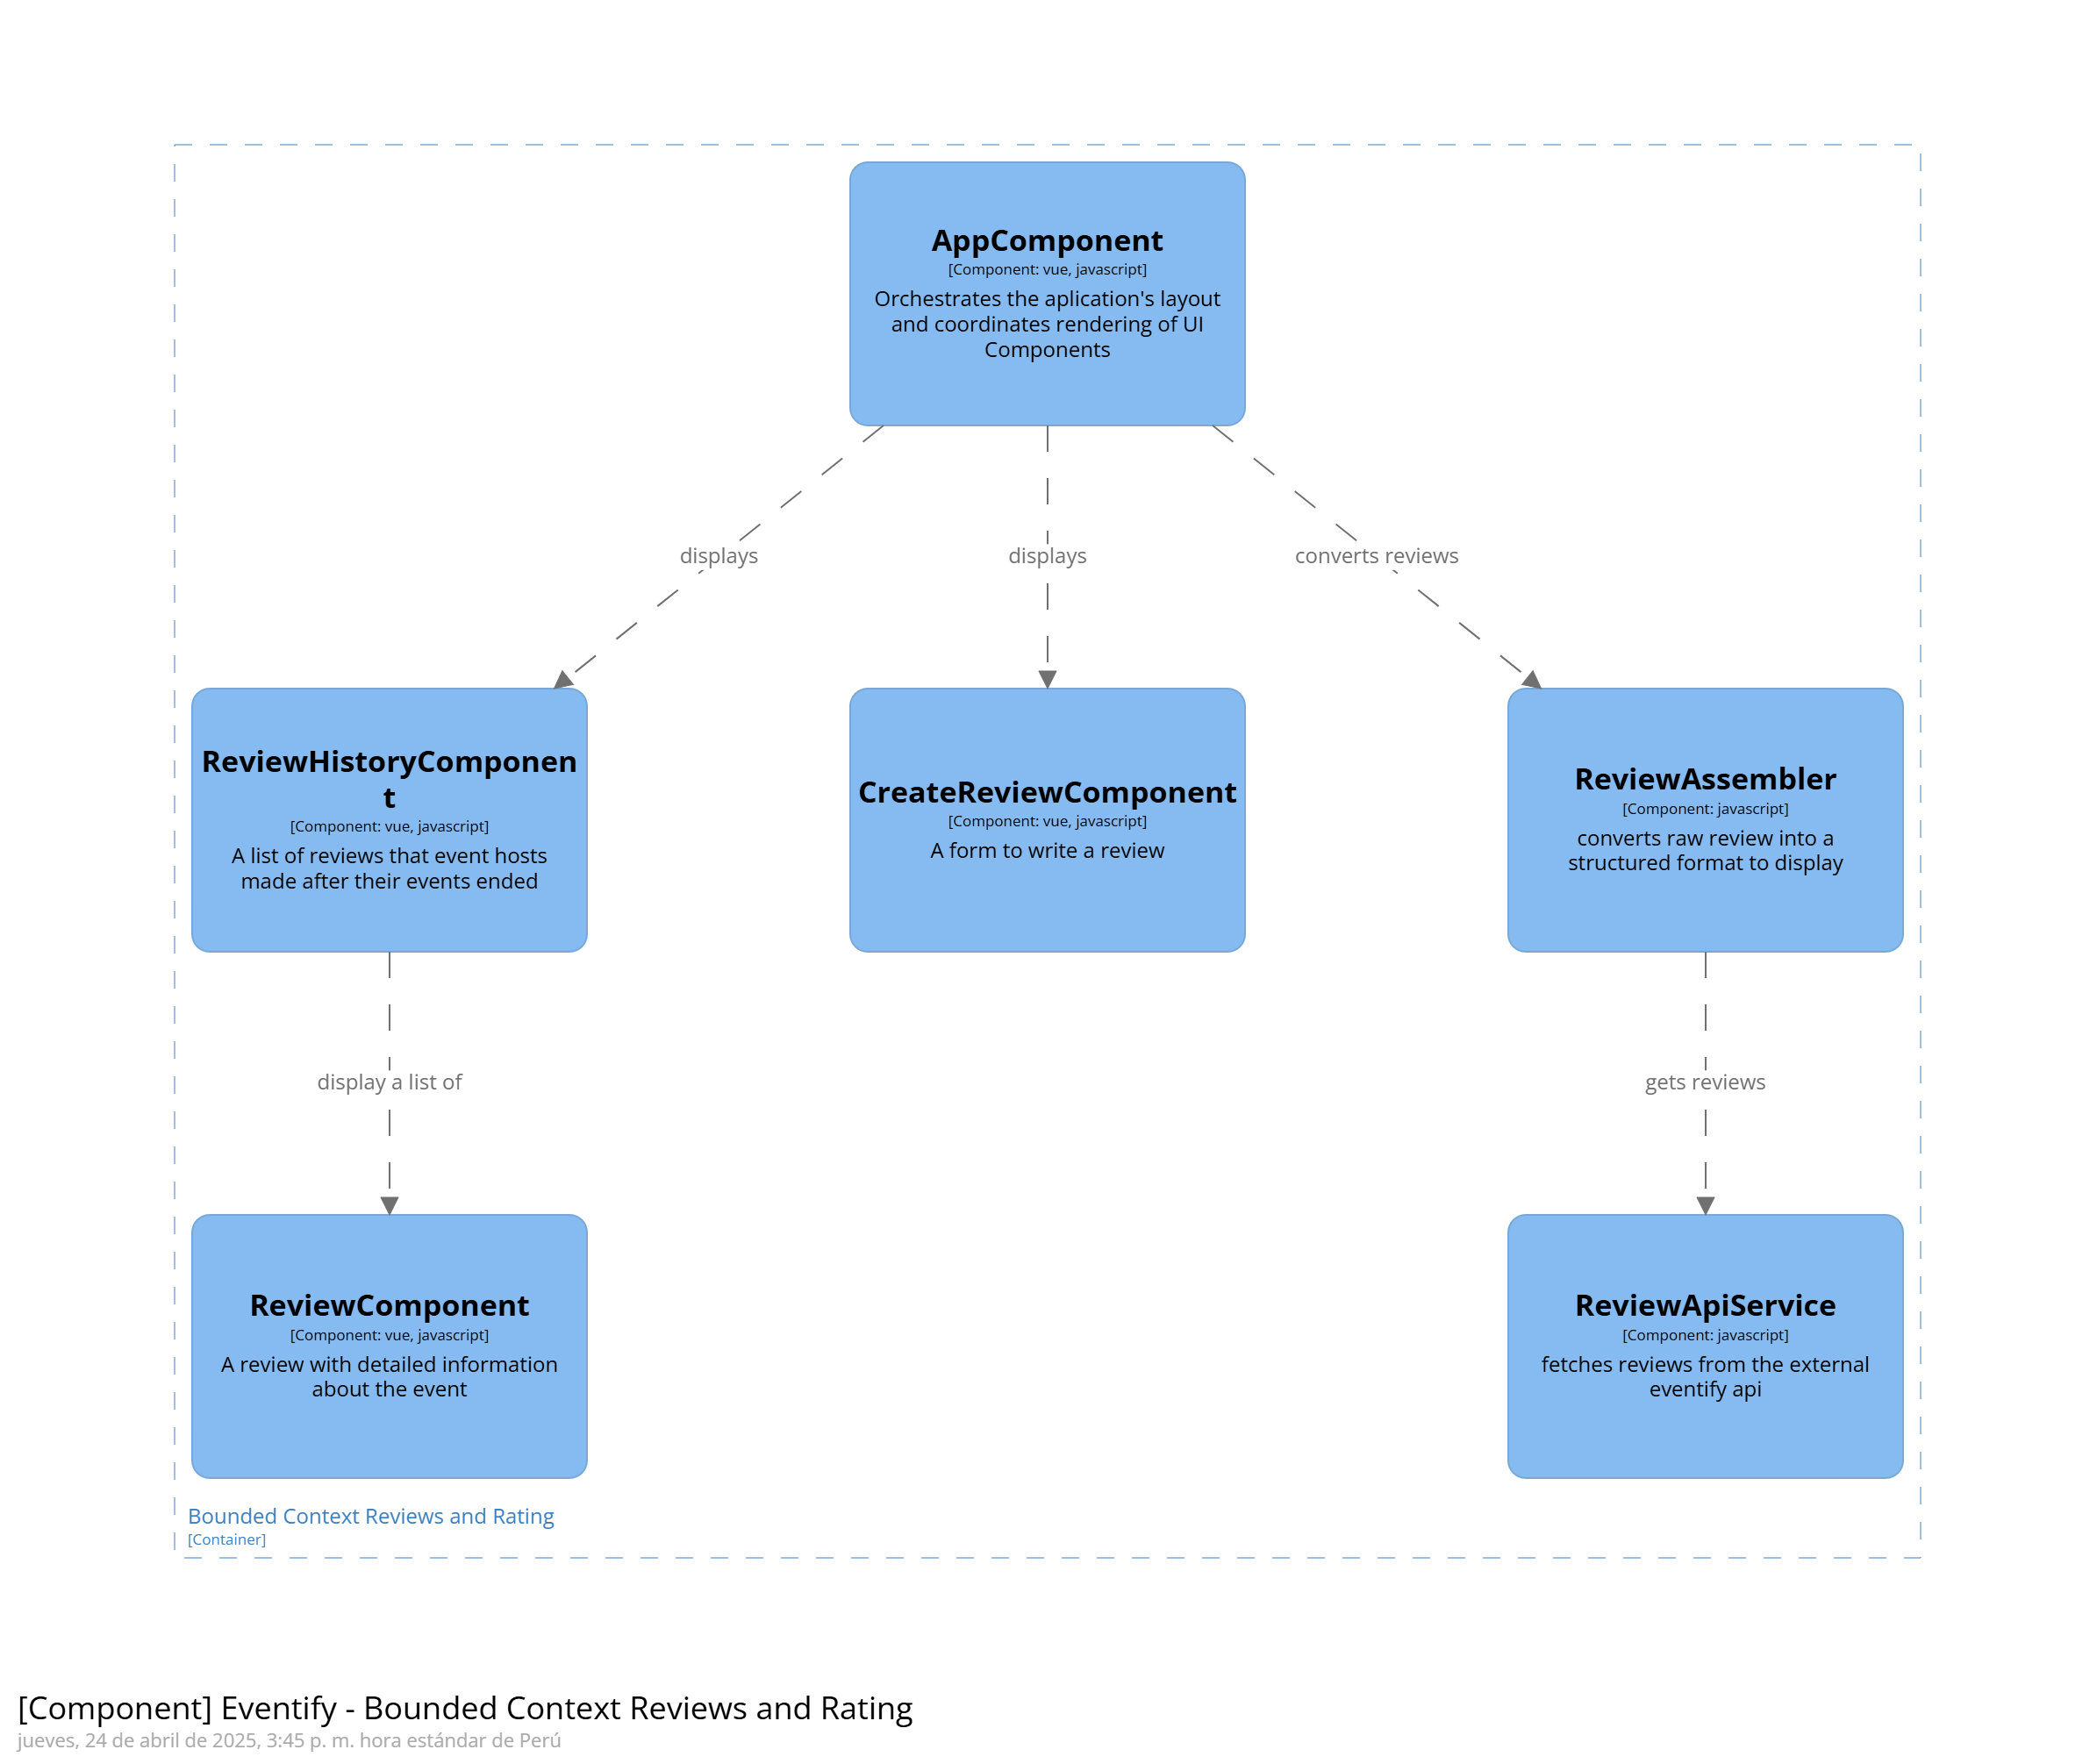 AppComponent
[Component: vue, javascript]
Orchestrates the aplication's layout
and coordinates rendering of UI
Components
displays
displays
converts reviews
ReviewHistoryComponen
t
[Component: vue, javascript]
A list of reviews that event hosts
made after their events ended
CreateReviewComponent
[Component: vue, javascript]
A form to write a review
ReviewAssembler
[Component: javascript]
converts raw review into a
structured format to display
display a list of
gets reviews
ReviewComponent
[Component: vue, javascript]
A review with detailed information
about the event
ReviewApiService
[Component: javascript]
fetches reviews from the external
eventify api
Bounded Context Reviews and Rating
[Container]
[Component] Eventify - Bounded Context Reviews and Rating
jueves, 24 de abril de 2025, 3:45 p. m. hora estándar de Perú